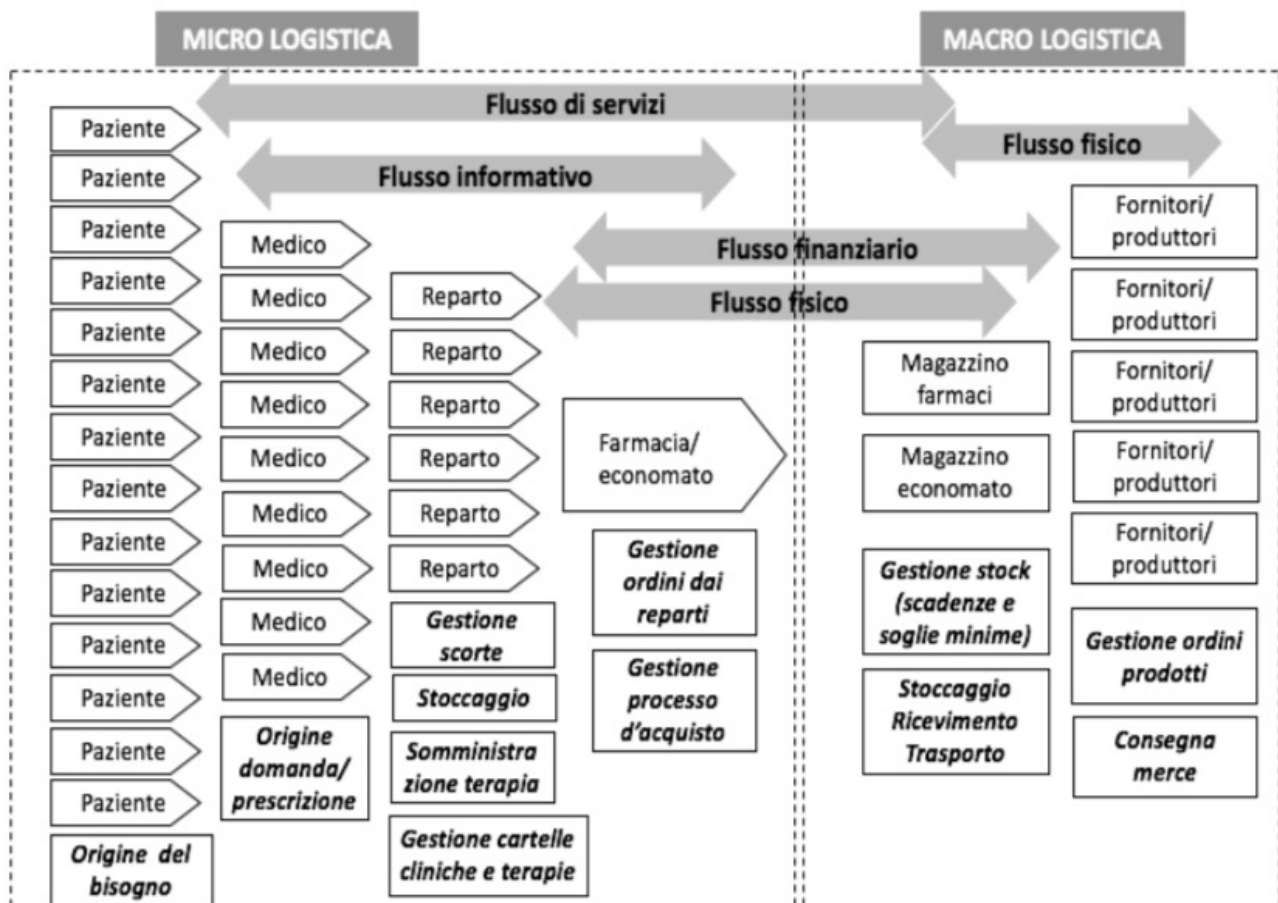 MICRO LOGISTICA
MACRO LOGISTICA
Flusso di servizi
Flusso fisico
Flusso informativo
Flusso finanziario
Flusso fisico
Paziente
Paziente
Paziente
Paziente
Paziente
Paziente
Paziente
Paziente
Paziente
Paziente
Paziente
Paziente
Paziente
Paziente
Origine del
bisogno
Medico
Medico
Medico
Medico
Medico
Medico
Medico
Medico
Medico
Origine
domanda/
prescrizione
Reparto
Reparto
Reparto
Reparto
Reparto
Reparto
Gestione
scorte
Stoccaggio
Somministra
zione terapia
Gestione cartelle
cliniche e terapie
Farmacia/
economato
Gestione
ordini dai
reparti
Gestione
processo
d'acquisto
Magazzino
farmaci
Magazzino
economato
Gestione stock
(scadenze e
soglie minime)
Stoccaggio
Ricevimento
Trasporto
Fornitori/
produttori
Fornitori/
produttori
Fornitori/
produttori
Fornitori/
produttori
Fornitori/
produttori
Gestione ordini
prodotti
Consegna
merce